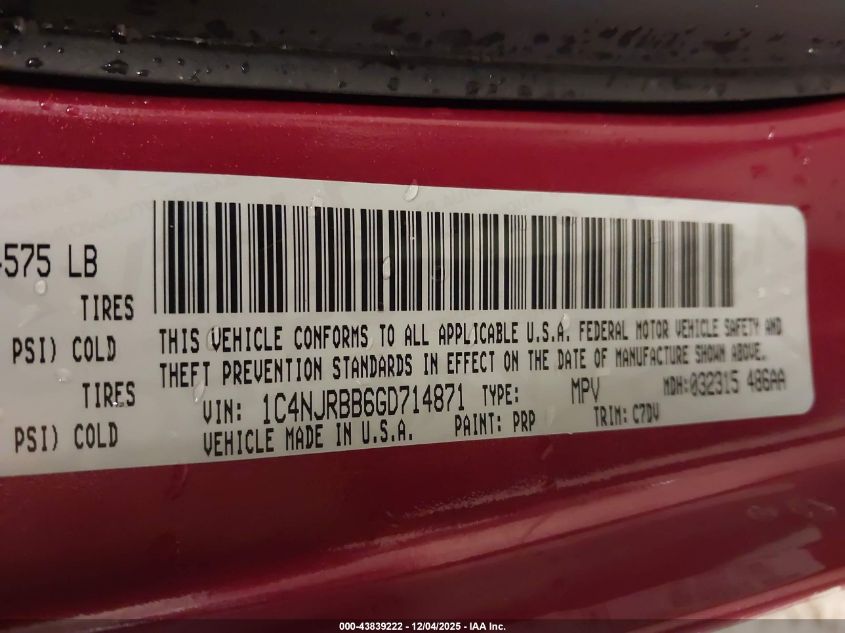 575 LB
TIRES
PSI) COLD
TIRES
PSI) COLD
THIS VEHICLE CONFORMS TO ALL APPLICABLE U.S.A. FEDERAL MOTOR VEHICLE SAFETY AND
THEFT PREVENTION STANDARDS IN EFFECT ON THE DATE OF MANUFACTURE SHOWN ABOVE.
VIN: 1C4NJRBB6GD714871 TYPE: MPV MDH: 032315 486AA
VEHICLE MADE IN U.S.A. PAINT: PRP TRIM: C7DV
000-43839222 - 12/04/2025 - IAA Inc.